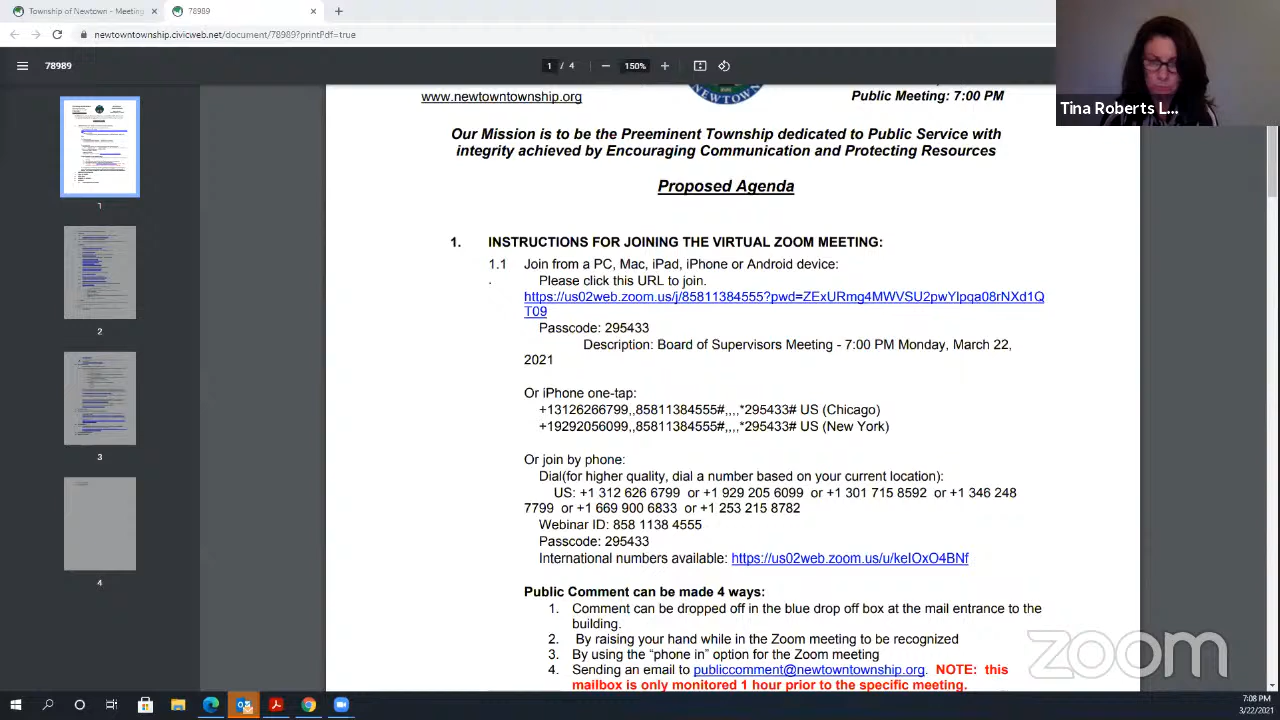 Township of Newtown - Meeting
78989
newtowntownship.civicweb.net/document/78989?printPdf=true
78989
1 / 4
150%
Tina Roberts L...
NEWTOWN
www.newtowntownship.org
Public Meeting: 7:00 PM
Our Mission is to be the Preeminent Township dedicated to Public Service with
integrity achieved by Encouraging Communication and Protecting Resources
Proposed Agenda
1. INSTRUCTIONS FOR JOINING THE VIRTUAL ZOOM MEETING:
1.1 Join from a PC, Mac, iPad, iPhone or Android device:
. Please click this URL to join.
https://us02web.zoom.us/j/85811384555?pwd=ZExURmg4MWVSU2pwYlpqa08rNXd1Q
T09
Passcode: 295433
Description: Board of Supervisors Meeting - 7:00 PM Monday, March 22,
2021
Or iPhone one-tap:
+13126266799,,85811384555#,,,,*295433# US (Chicago)
+19292056099,,85811384555#,,,,*295433# US (New York)
Or join by phone:
Dial(for higher quality, dial a number based on your current location):
US: +1 312 626 6799 or +1 929 205 6099 or +1 301 715 8592 or +1 346 248
7799 or +1 669 900 6833 or +1 253 215 8782
Webinar ID: 858 1138 4555
Passcode: 295433
International numbers available: https://us02web.zoom.us/u/keIOxO4BNf
Public Comment can be made 4 ways:
1. Comment can be dropped off in the blue drop off box at the mail entrance to the
building.
2. By raising your hand while in the Zoom meeting to be recognized
3. By using the "phone in" option for the Zoom meeting
4. Sending an email to publiccomment@newtowntownship.org. NOTE: this
mailbox is only monitored 1 hour prior to the specific meeting.
1
2
3
4
zoom
7:08 PM
3/22/2021